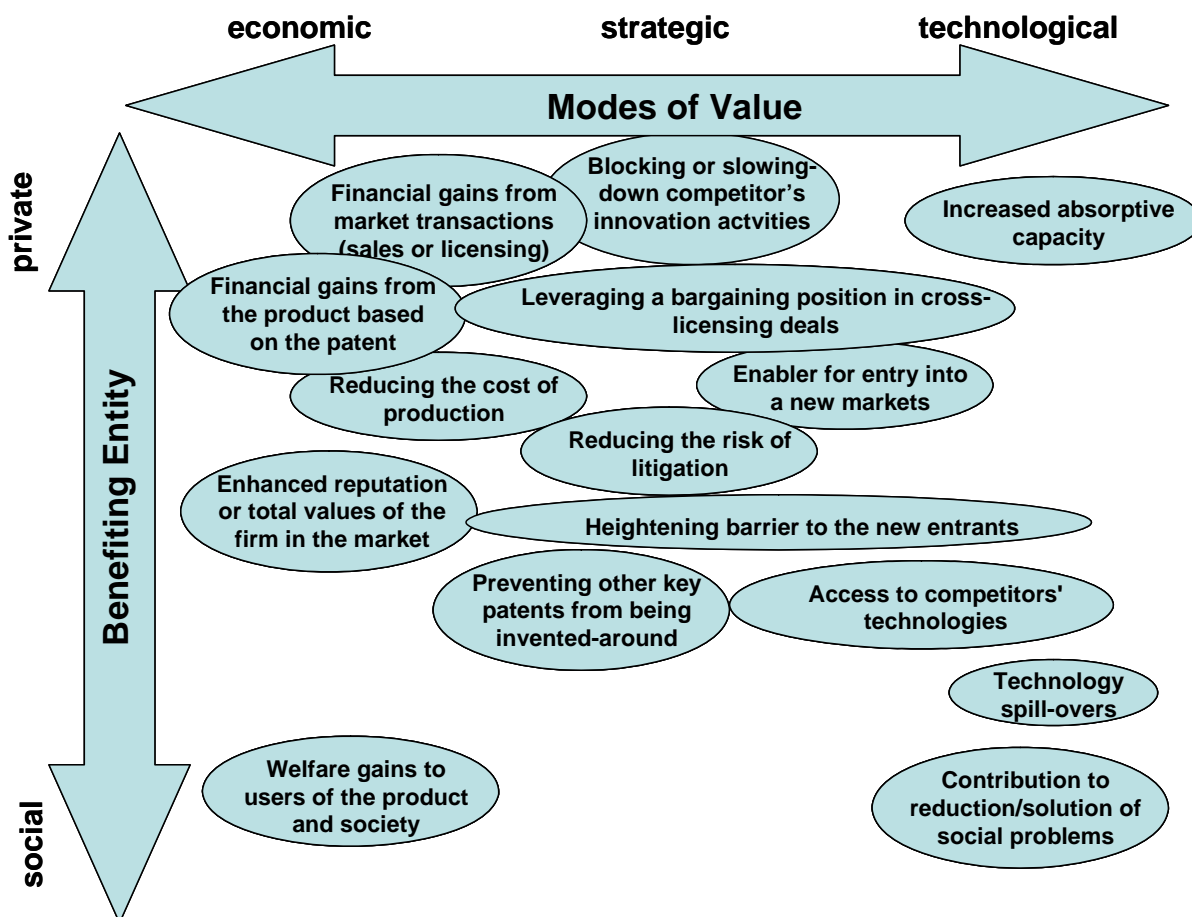 economic
strategic
technological
Modes of Value
private
Benefiting Entity
social
Financial gains from
market transactions
(sales or licensing)
Blocking or slowing-
down competitor’s
innovation actvities
Increased absorptive
capacity
Financial gains from
the product based
on the patent
Leveraging a bargaining position in cross-
licensing deals
Reducing the cost of
production
Enabler for entry into
a new markets
Reducing the risk of
litigation
Enhanced reputation
or total values of the
firm in the market
Heightening barrier to the new entrants
Preventing other key
patents from being
invented-around
Access to competitors'
technologies
Technology
spill-overs
Welfare gains to
users of the product
and society
Contribution to
reduction/solution of
social problems